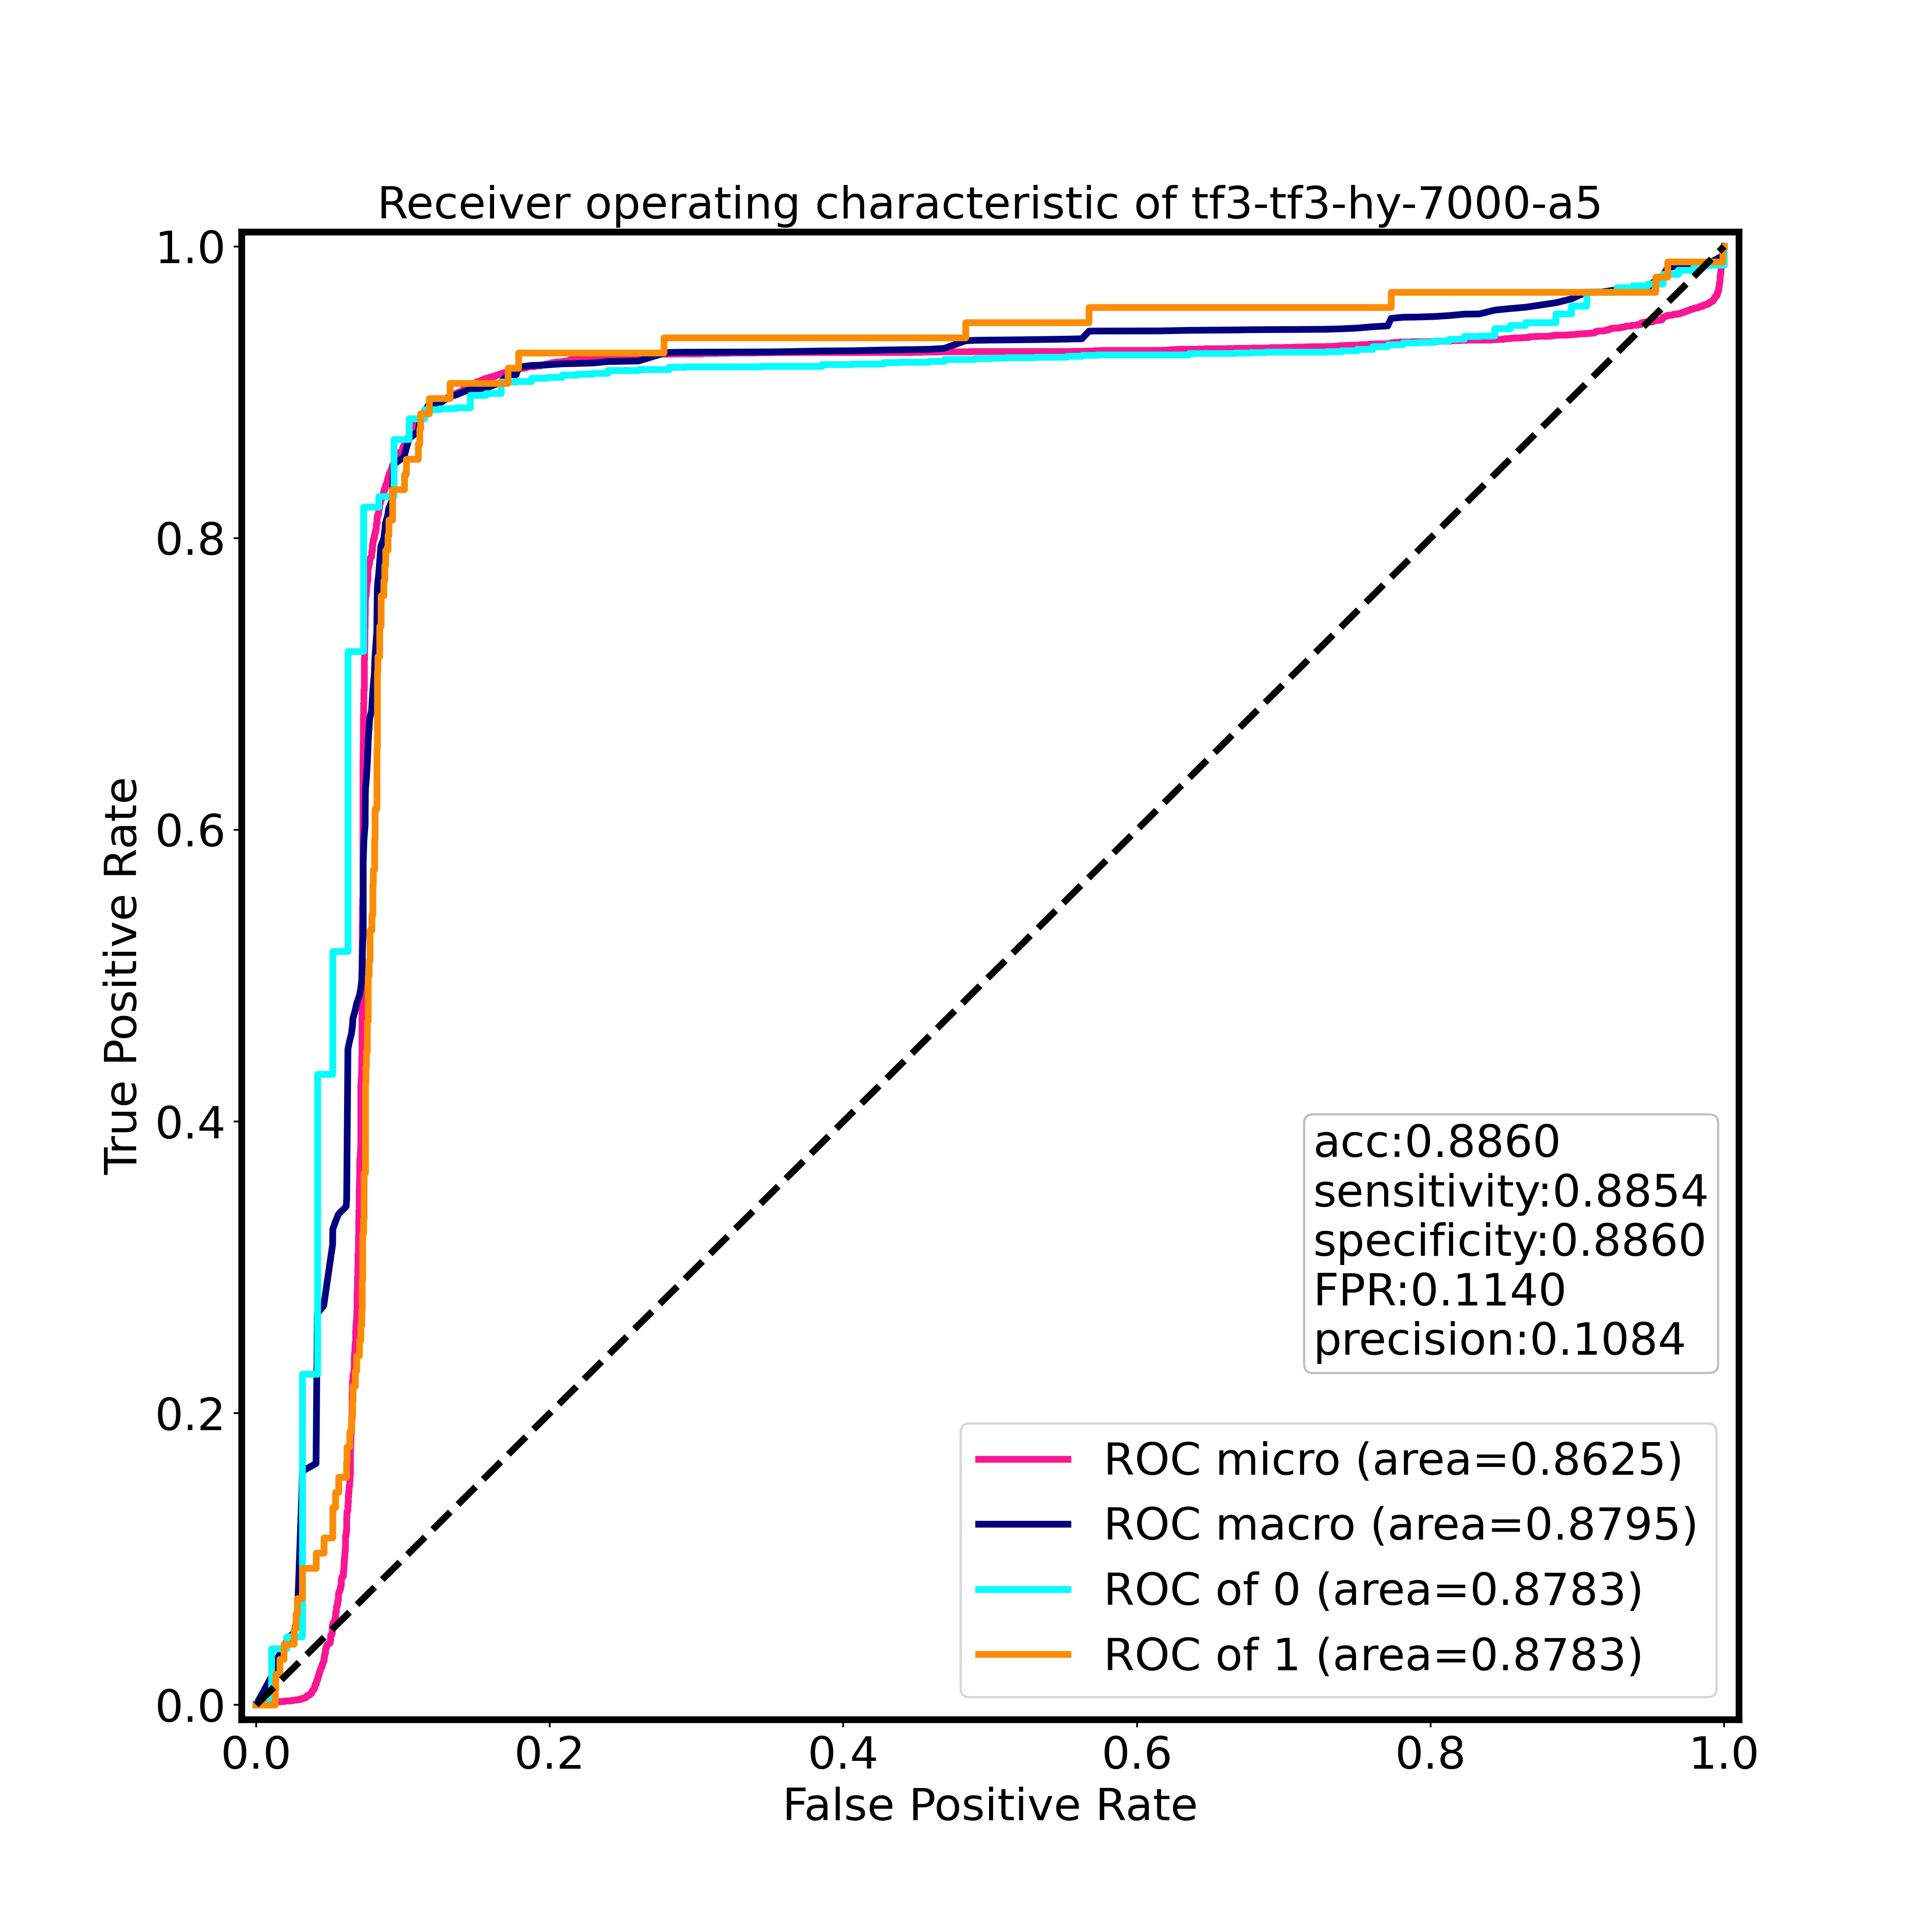 Receiver operating characteristic of tf3-tf3-hy-7000-a5
1.0
0.8
0.6
0.4
0.2
0.0
True Positive Rate
acc:0.8860
sensitivity:0.8854
specificity:0.8860
FPR:0.1140
precision:0.1084
ROC micro (area=0.8625)
ROC macro (area=0.8795)
ROC of 0 (area=0.8783)
ROC of 1 (area=0.8783)
0.0 0.2 0.4 0.6 0.8 1.0
False Positive Rate